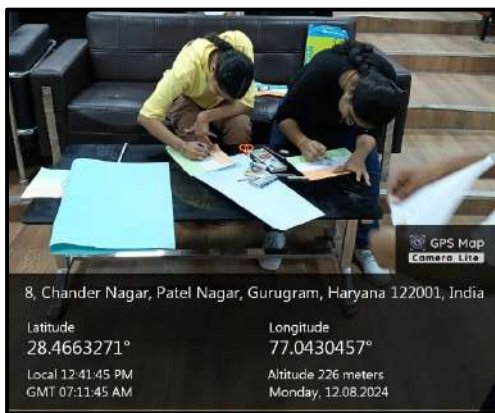 GPS Map
Camera Lite
8, Chander Nagar, Patel Nagar, Gurugram, Haryana 122001, India
Latitude
28.4663271°
Longitude
77.0430457°
Local 12:41:45 PM
GMT 07:11:45 AM
Altitude 226 meters
Monday, 12.08.2024